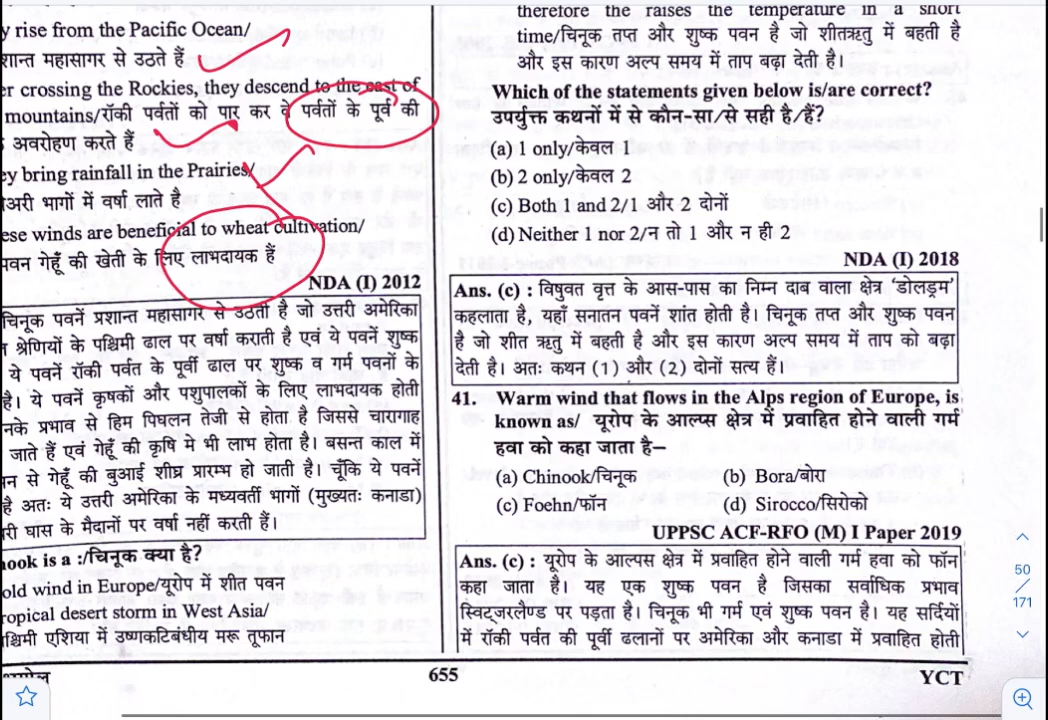 y rise from the Pacific Ocean/
शान्त महासागर से उठते हैं
er crossing the Rockies, they descend to the east of
mountains/रॉकी पर्वतों को पार कर वे पर्वतों के पूर्व की
अवरोहण करते हैं
ey bring rainfall in the Prairies/
अरी भागों में वर्षा लाते है
ese winds are beneficial to wheat cultivation/
पवन गेहूँ की खेती के लिए लाभदायक हैं
NDA (I) 2012
चिनूक पवनें प्रशान्त महासागर से उठती है जो उत्तरी अमेरिका
श्रेणियों के पश्चिमी ढाल पर वर्षा कराती है एवं ये पवनें शुष्क
ये पवनें रॉकी पर्वत के पूर्वी ढाल पर शुष्क व गर्म पवनों के
है। ये पवनें कृषकों और पशुपालकों के लिए लाभदायक होती
नके प्रभाव से हिम पिघलन तेजी से होता है जिससे चारागाह
जाते हैं एवं गेहूँ की कृषि मे भी लाभ होता है। बसन्त काल में
न से गेहूँ की बुआई शीघ्र प्रारम्भ हो जाती है। चूँकि ये पवनें
है अतः ये उत्तरी अमेरिका के मध्यवर्ती भागों (मुख्यतः कनाडा)
री घास के मैदानों पर वर्षा नहीं करती हैं।
nook is a /चिनूक क्या है?
old wind in Europe/यूरोप में शीत पवन
ropical desert storm in West Asia/
श्चिमी एशिया में उष्णकटिबंधीय मरू तूफान
therefore the raises the temperature in a short
time/चिनूक तप्त और शुष्क पवन है जो शीतऋतु में बहती है
और इस कारण अल्प समय में ताप बढ़ा देती है।
Which of the statements given below is/are correct?
उपर्युक्त कथनों में से कौन-सा/से सही है/हैं?
(a) 1 only/केवल 1
(b) 2 only/केवल 2
(c) Both 1 and 2/1 और 2 दोनों
(d) Neither 1 nor 2/न तो 1 और न ही 2
NDA (I) 2018
Ans. (c) : विषुवत वृत्त के आस-पास का निम्न दाब वाला क्षेत्र 'डोलड्रम'
कहलाता है, यहाँ सनातन पवनें शांत होती है। चिनूक तप्त और शुष्क पवन
है जो शीत ऋतु में बहती है और इस कारण अल्प समय में ताप को बढ़ा
देती है। अतः कथन (1) और (2) दोनों सत्य हैं।
41. Warm wind that flows in the Alps region of Europe, is
known as/ यूरोप के आल्प्स क्षेत्र में प्रवाहित होने वाली गर्म
हवा को कहा जाता है–
(a) Chinook/चिनूक (b) Bora/बोरा
(c) Foehn/फॉन (d) Sirocco/सिरोको
UPPSC ACF-RFO (M) I Paper 2019
Ans. (c) : यूरोप के आल्पस क्षेत्र में प्रवाहित होने वाली गर्म हवा को फॉन
कहा जाता है। यह एक शुष्क पवन है जिसका सर्वाधिक प्रभाव
स्विट्जरलैण्ड पर पड़ता है। चिनूक भी गर्म एवं शुष्क पवन है। यह सर्दियों
में रॉकी पर्वत की पूर्वी ढलानों पर अमेरिका और कनाडा में प्रवाहित होती
50
171
655
YCT